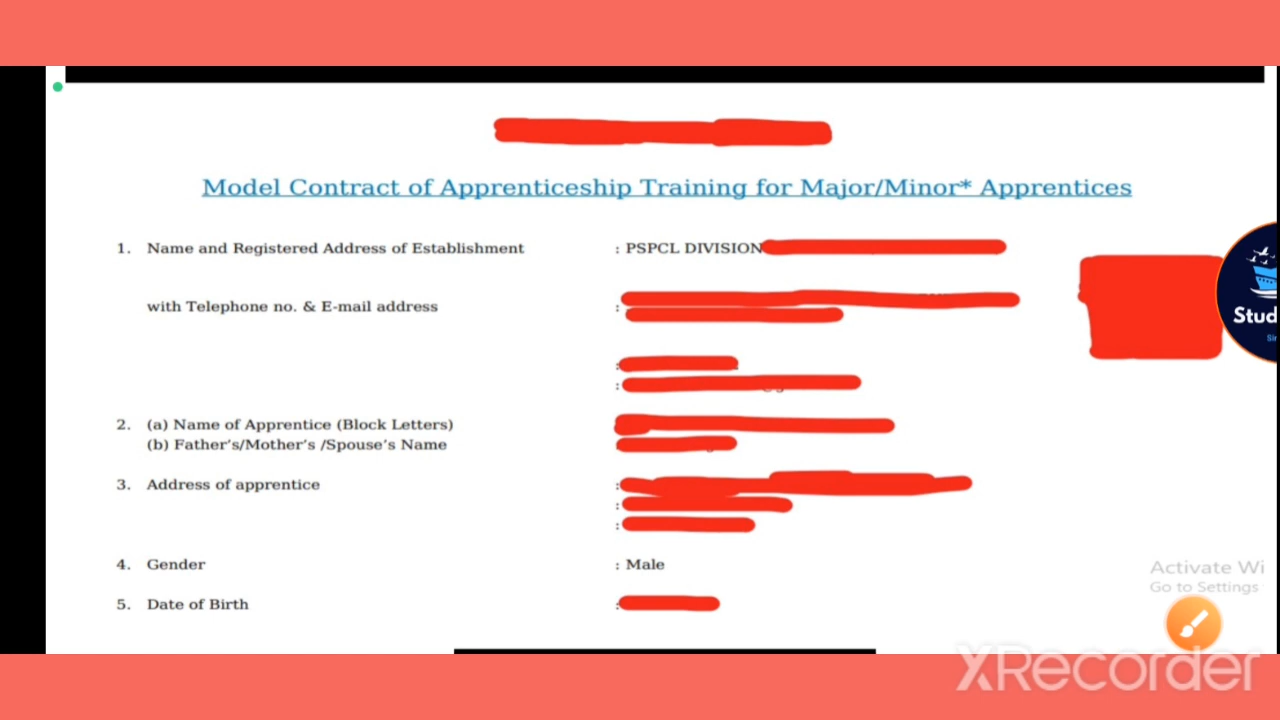 Model Contract of Apprenticeship Training for Major/Minor* Apprentices
1. Name and Registered Address of Establishment : PSPCL DIVISION
with Telephone no. & E-mail address :
:
:
2. (a) Name of Apprentice (Block Letters)
(b) Father's/Mother's /Spouse's Name
3. Address of apprentice :
:
:
4. Gender : Male
5. Date of Birth :
Stud
Activate Wi
Go to Settings
XRecorder